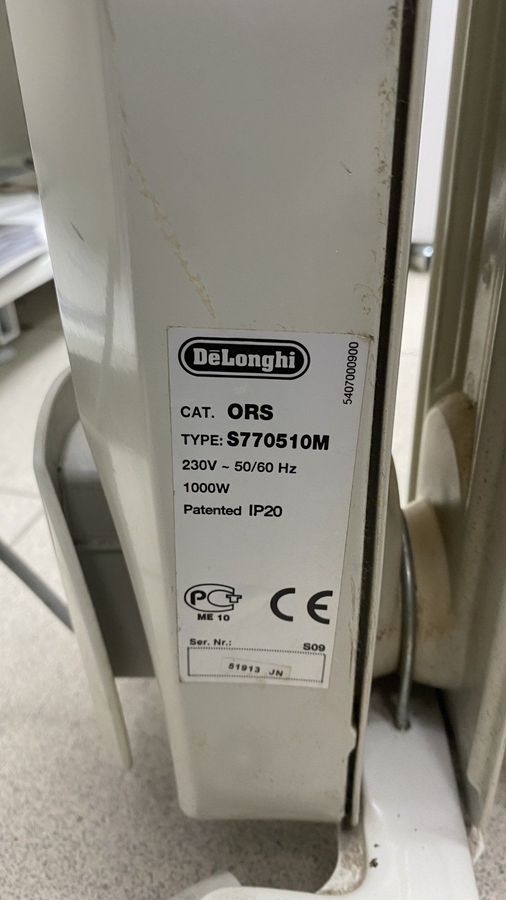 DeLonghi
5407000900
CAT. ORS
TYPE: S770510M
230V ~ 50/60 Hz
1000W
Patented IP20
PCT
ME 10
CE
Ser. Nr.: S09
51913 JN